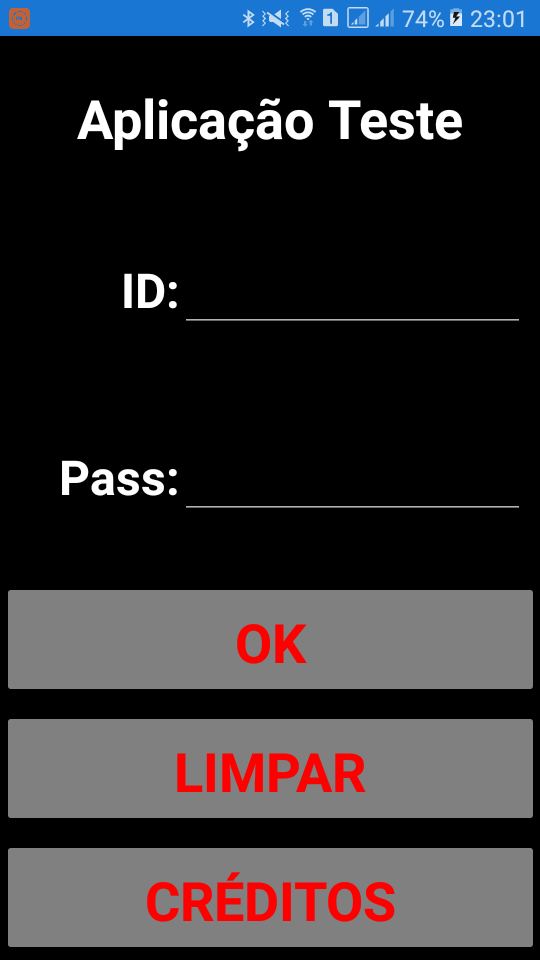 74% 23:01
Aplicação Teste
ID:
Pass:
OK
LIMPAR
CRÉDITOS